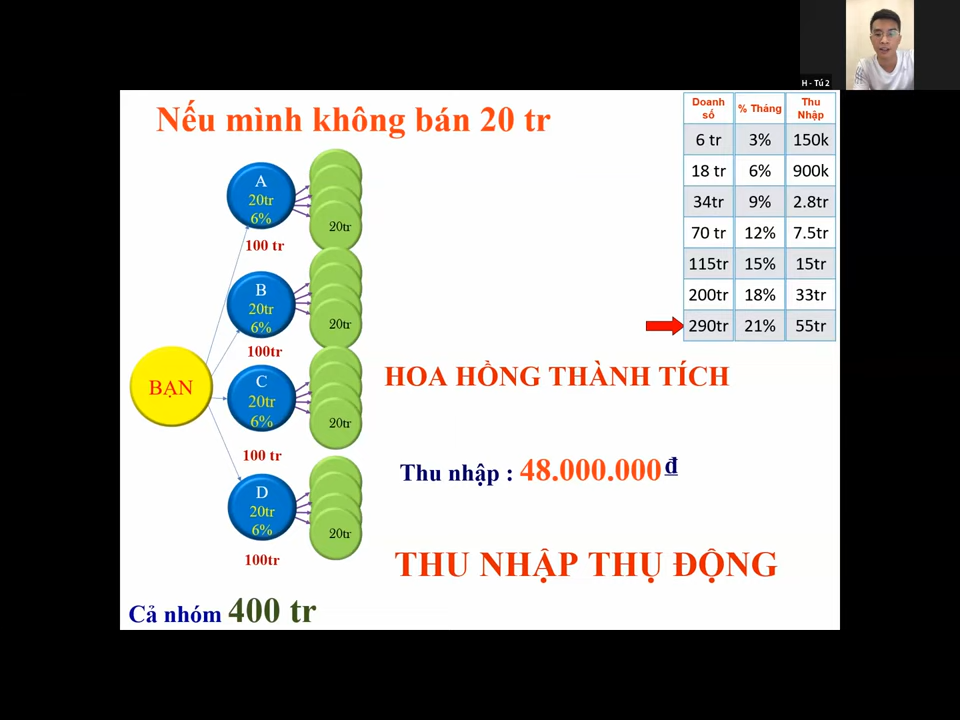 H - Tú 2
Nếu mình không bán 20 tr
Doanh số % Tháng Thu Nhập
6 tr 3% 150k
18 tr 6% 900k
34tr 9% 2.8tr
70 tr 12% 7.5tr
115tr 15% 15tr
200tr 18% 33tr
290tr 21% 55tr
A
20tr
6%
20tr
100 tr
B
20tr
6%
20tr
100tr
BẠN
C
20tr
6%
20tr
100 tr
D
20tr
6%
20tr
100tr
HOA HỒNG THÀNH TÍCH
Thu nhập : 48.000.000 ₫
THU NHẬP THỤ ĐỘNG
Cả nhóm 400 tr